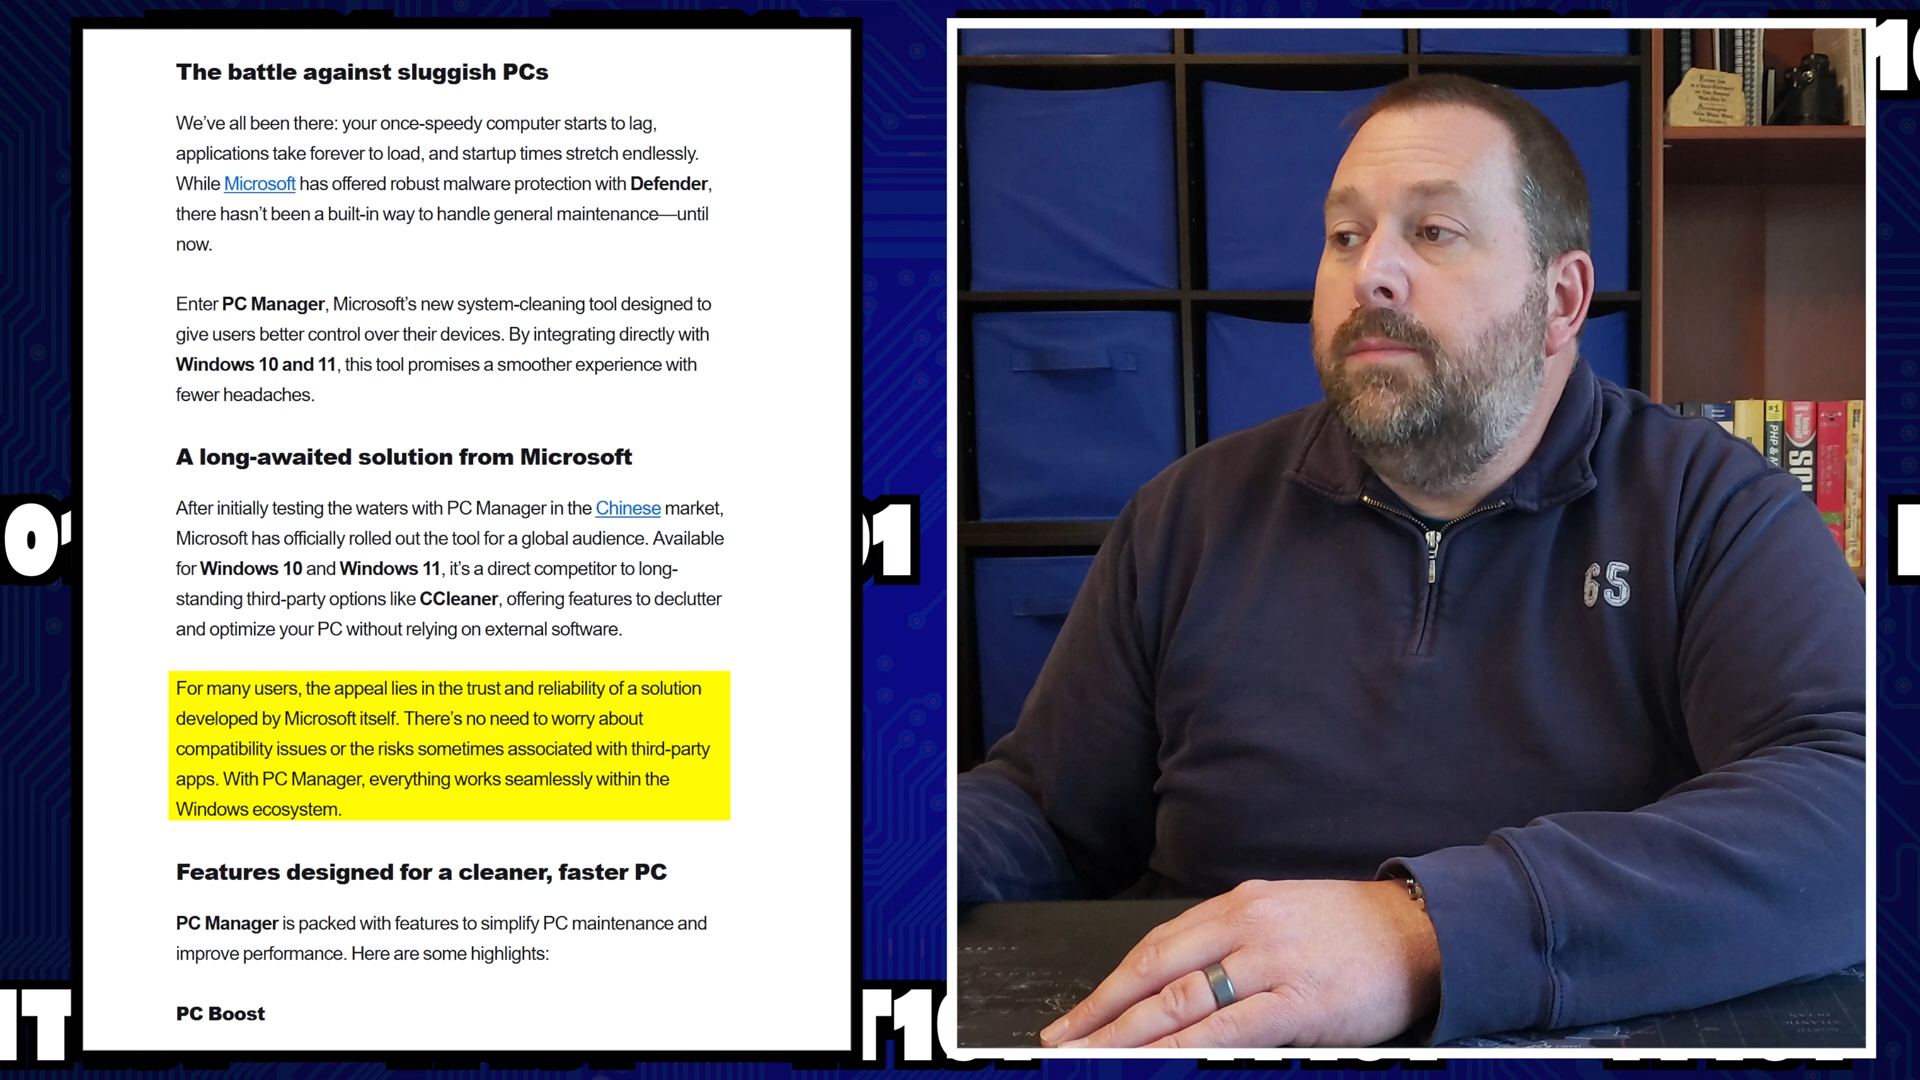 The battle against sluggish PCs
We’ve all been there: your once-speedy computer starts to lag,
applications take forever to load, and startup times stretch endlessly.
While Microsoft has offered robust malware protection with Defender,
there hasn’t been a built-in way to handle general maintenance—until
now.
Enter PC Manager, Microsoft’s new system-cleaning tool designed to
give users better control over their devices. By integrating directly with
Windows 10 and 11, this tool promises a smoother experience with
fewer headaches.
A long-awaited solution from Microsoft
After initially testing the waters with PC Manager in the Chinese market,
Microsoft has officially rolled out the tool for a global audience. Available
for Windows 10 and Windows 11, it’s a direct competitor to long-
standing third-party options like CCleaner, offering features to declutter
and optimize your PC without relying on external software.
For many users, the appeal lies in the trust and reliability of a solution
developed by Microsoft itself. There’s no need to worry about
compatibility issues or the risks sometimes associated with third-party
apps. With PC Manager, everything works seamlessly within the
Windows ecosystem.
Features designed for a cleaner, faster PC
PC Manager is packed with features to simplify PC maintenance and
improve performance. Here are some highlights:
PC Boost
65
#1
PHP &